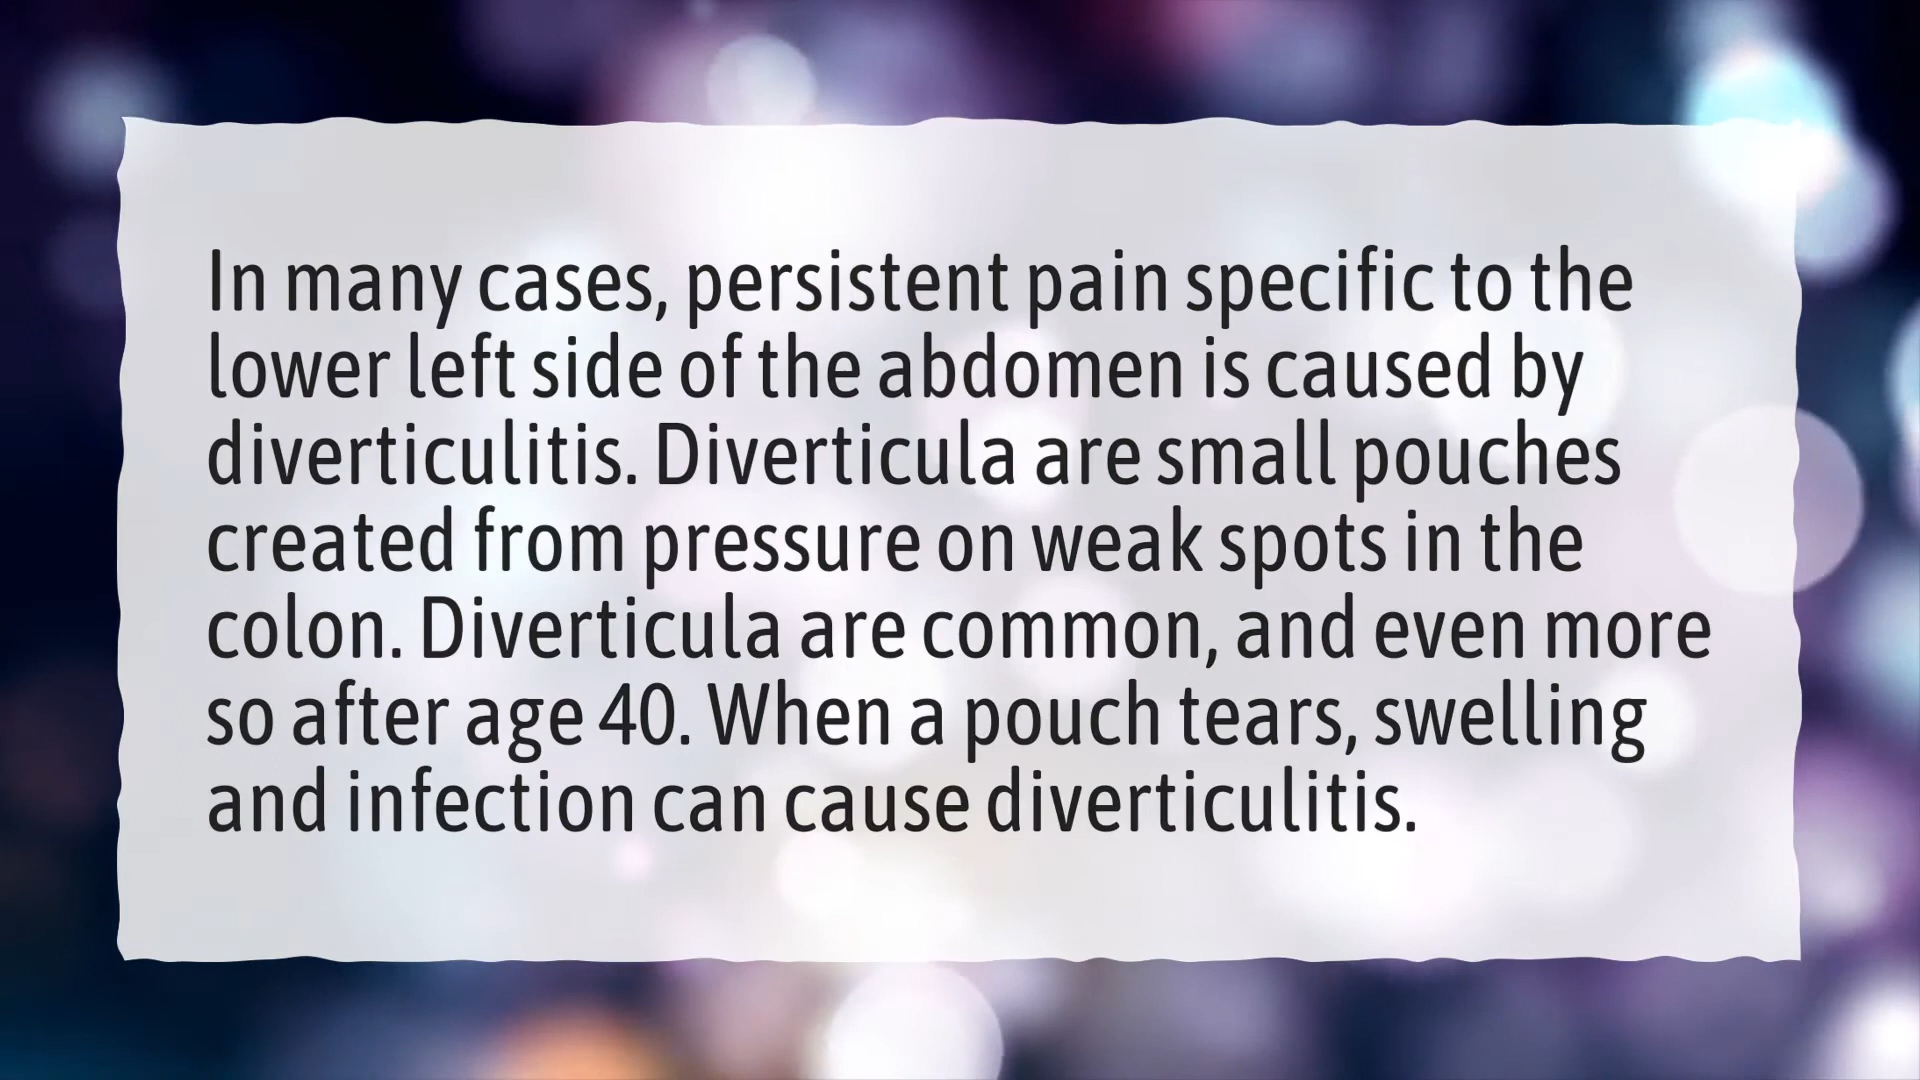 In many cases, persistent pain specific to the
lower left side of the abdomen is caused by
diverticulitis. Diverticula are small pouches
created from pressure on weak spots in the
colon. Diverticula are common, and even more
so after age 40. When a pouch tears, swelling
and infection can cause diverticulitis.